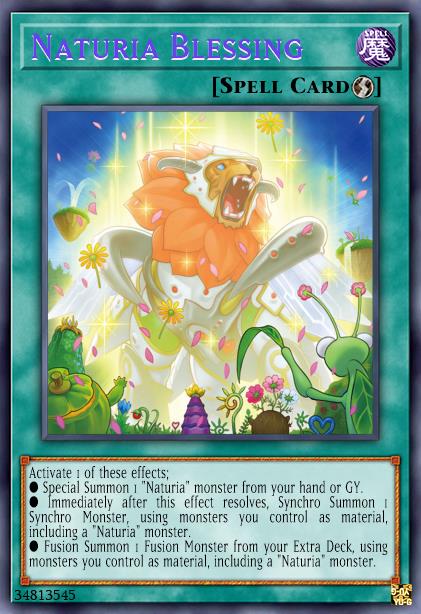 NATURIA BLESSING
SPELL
魔
[SPELL CARD]
Activate 1 of these effects;
● Special Summon 1 "Naturia" monster from your hand or GY.
● Immediately after this effect resolves, Synchro Summon 1
Synchro Monster, using monsters you control as material,
including a "Naturia" monster.
● Fusion Summon 1 Fusion Monster from your Extra Deck, using
monsters you control as material, including a "Naturia" monster.
34813545